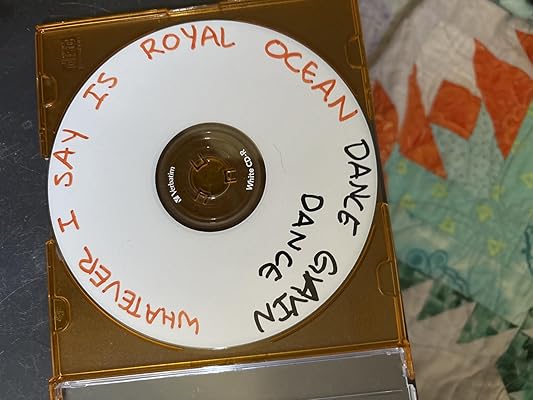 WHATEVER I SAY IS ROYAL OCEAN
DANCE GAVIN
DANCE
Verbatim
White CD-R